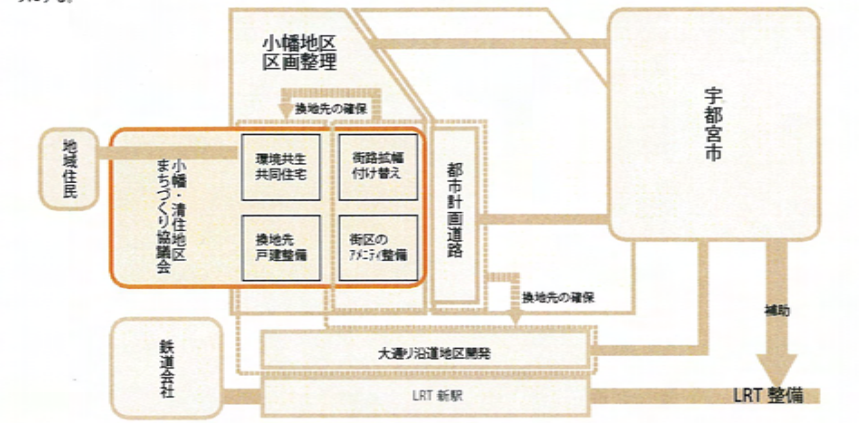 小幡地区
区画整理
換地先の確保
宇都宮市
地域住民
小幡・清住地区
まちづくり協議会
環境共生
共同住宅
街路拡幅
付け替え
換地先
戸建整備
街区の
アメニティ整備
都市計画道路
換地先の確保
補助
鉄道会社
大通り沿道地区開発
LRT 新駅
LRT 整備